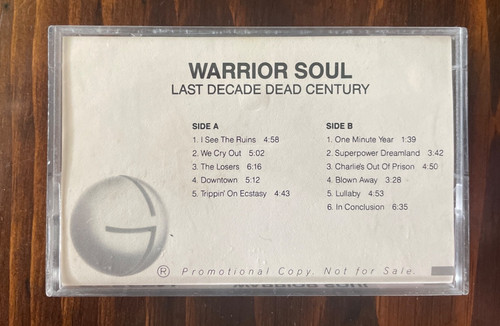 WARRIOR SOUL
LAST DECADE DEAD CENTURY
SIDE A
1. I See The Ruins 4:58
2. We Cry Out 5:02
3. The Losers 6:16
4. Downtown 5:12
5. Trippin' On Ecstasy 4:43
SIDE B
1. One Minute Year 1:39
2. Superpower Dreamland 3.42
3. Charlie's Out Of Prison 4:50
4. Blown Away 3:28
5. Lullaby 4:53
6. In Conclusion 6:35
® Promotional Copy. Not for Sale.